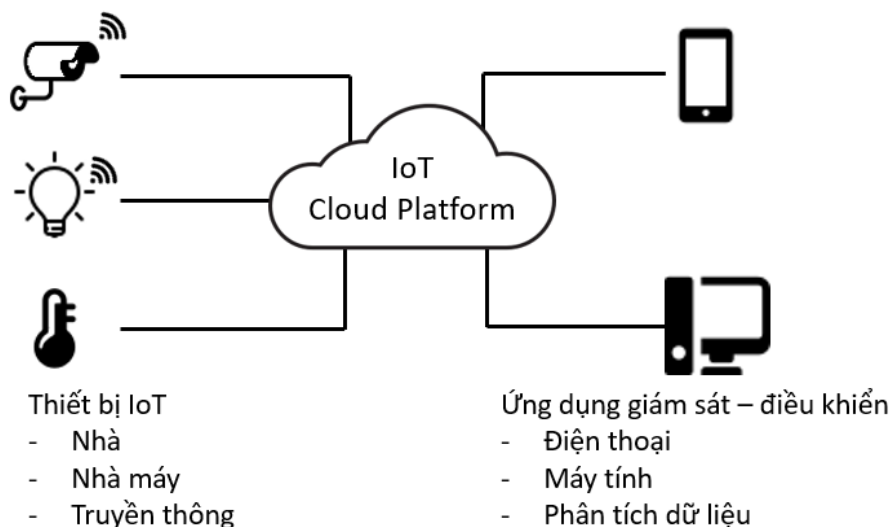 IoT
Cloud Platform
Thiết bị IoT
- Nhà
- Nhà máy
- Truyền thông
Ứng dụng giám sát – điều khiển
- Điện thoại
- Máy tính
- Phân tích dữ liệu